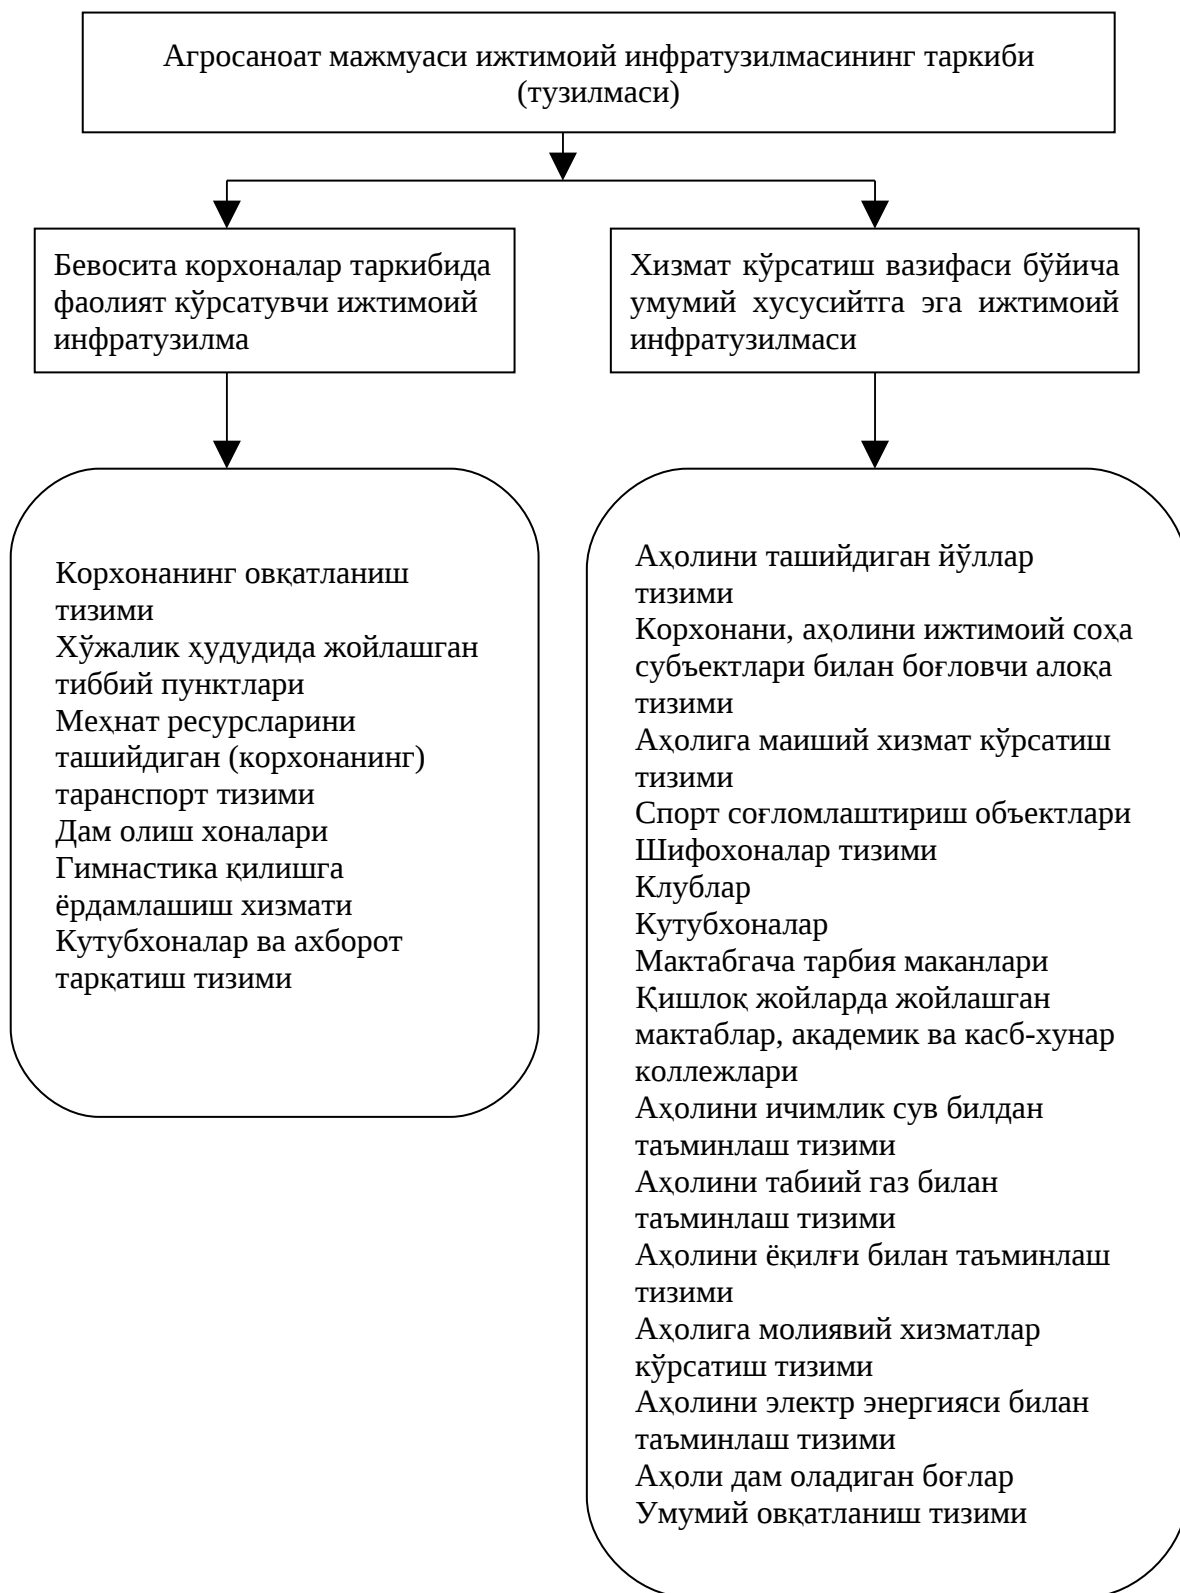 Агросаноат мажмуаси ижтимоий инфратузилмасининг таркиби
(тузилмаси)
Бевосита корхоналар таркибида
фаолият кўрсатувчи ижтимоий
инфратузилма
Хизмат кўрсатиш вазифаси бўйича
умумий хусусийтга эга ижтимоий
инфратузилмаси
Корхонанинг овқатланиш
тизими
Хўжалик ҳудудида жойлашган
тиббий пунктлари
Меҳнат ресурсларини
ташийдиган (корхонанинг)
таранспорт тизими
Дам олиш хоналари
Гимнастика қилишга
ёрдамлашиш хизмати
Кутубхоналар ва ахборот
тарқатиш тизими
Аҳолини ташийдиган йўллар
тизими
Корхонани, аҳолини ижтимоий соҳа
субъектлари билан боғловчи алоқа
тизими
Аҳолига маиший хизмат кўрсатиш
тизими
Спорт соғломлаштириш объектлари
Шифохоналар тизими
Клублар
Кутубхоналар
Мактабгача тарбия маканлари
Қишлоқ жойларда жойлашган
мактаблар, академик ва касб-хунар
коллежлари
Аҳолини ичимлик сув билдан
таъминлаш тизими
Аҳолини табиий газ билан
таъминлаш тизими
Аҳолини ёқилғи билан таъминлаш
тизими
Аҳолига молиявий хизматлар
кўрсатиш тизими
Аҳолини электр энергияси билан
таъминлаш тизими
Аҳоли дам оладиган боғлар
Умумий овқатланиш тизими